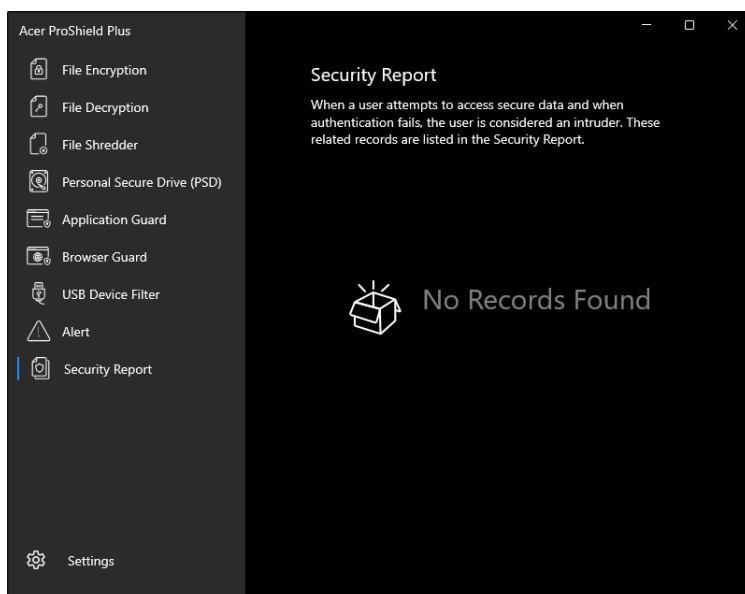 Acer ProShield Plus
File Encryption
File Decryption
File Shredder
Personal Secure Drive (PSD)
Application Guard
Browser Guard
USB Device Filter
Alert
Security Report
Settings
Security Report
When a user attempts to access secure data and when
authentication fails, the user is considered an intruder. These
related records are listed in the Security Report.
No Records Found